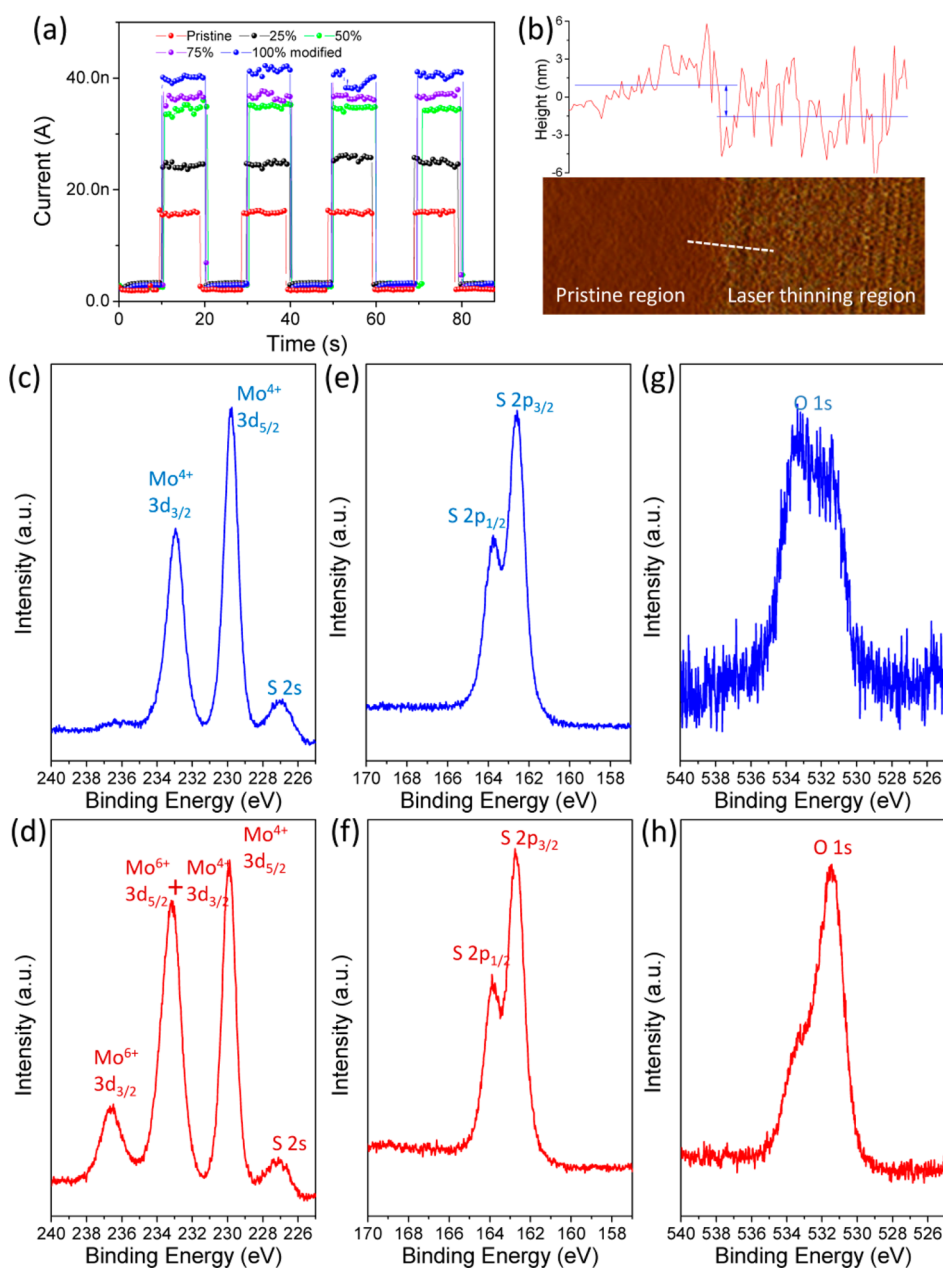 (a)
Pristine 25% 50%
75% 100% modified
40.0n
20.0n
0.0
Current (A)
0 20 40 60 80
Time (s)
(b)
6
3
0
-3
-6
Height (nm)
Pristine region Laser thinning region
(c)
Mo⁴⁺
3d₅/₂
Mo⁴⁺
3d₃/₂
S 2s
Intensity (a.u.)
240 238 236 234 232 230 228 226
Binding Energy (eV)
(e)
S 2p₃/₂
S 2p₁/₂
Intensity (a.u.)
170 168 166 164 162 160 158
Binding Energy (eV)
(g)
O 1s
Intensity (a.u.)
540 538 536 534 532 530 528 526
Binding Energy (eV)
(d)
Mo⁴⁺
3d₅/₂
Mo⁶⁺ Mo⁴⁺
3d₅/₂ + 3d₃/₂
Mo⁶⁺
3d₃/₂
S 2s
Intensity (a.u.)
240 238 236 234 232 230 228 226
Binding Energy (eV)
(f)
S 2p₃/₂
S 2p₁/₂
Intensity (a.u.)
170 168 166 164 162 160 158
Binding Energy (eV)
(h)
O 1s
Intensity (a.u.)
540 538 536 534 532 530 528 526
Binding Energy (eV)